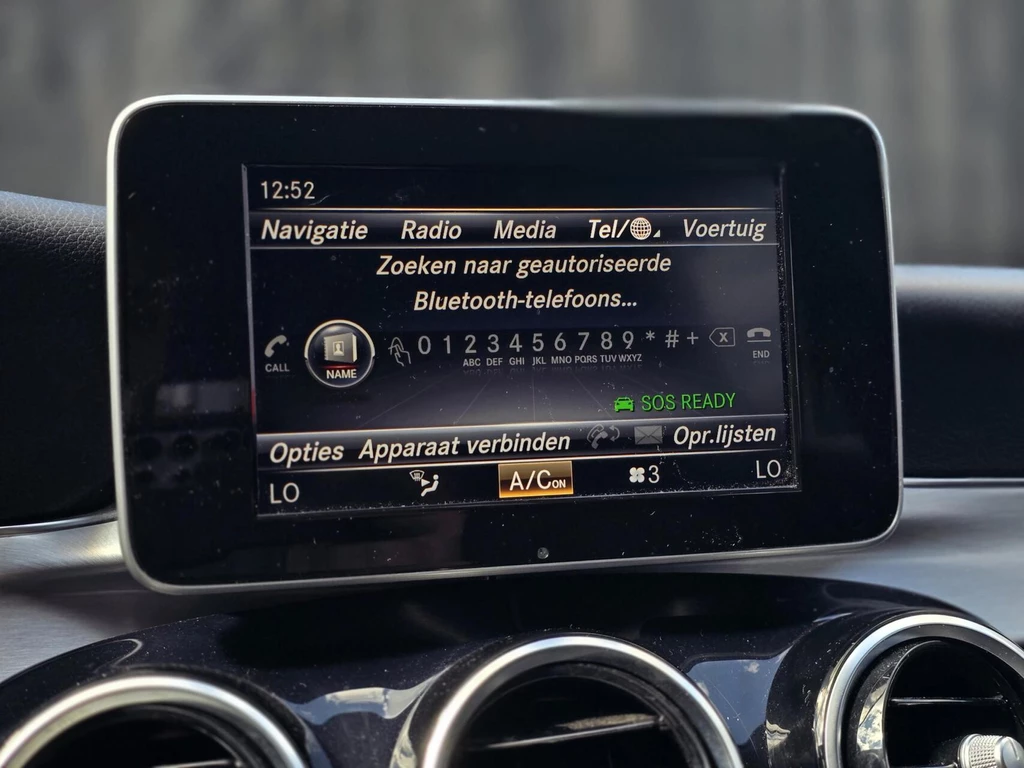 12:52
Navigatie Radio Media Tel/ Voertuig
Zoeken naar geautoriseerde
Bluetooth-telefoons...
0 1 2 3 4 5 6 7 8 9 * # + X
ABC DEF GHI JKL MNO PQRS TUV WXYZ
CALL NAME END
SOS READY
Opties Apparaat verbinden Opr.lijsten
LO A/C ON 3 LO